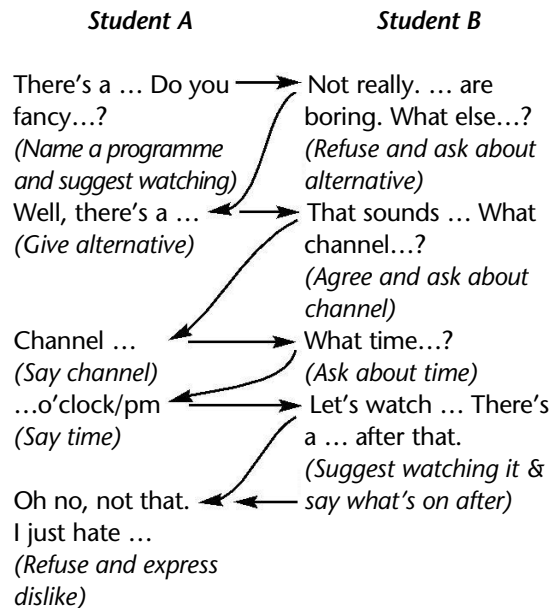 Student A
Student B
There's a … Do you
fancy…?
(Name a programme
and suggest watching)
Not really. … are
boring. What else…?
(Refuse and ask about
alternative)
Well, there's a …
(Give alternative)
That sounds … What
channel…?
(Agree and ask about
channel)
Channel …
(Say channel)
What time…?
(Ask about time)
…o'clock/pm
(Say time)
Let's watch … There's
a … after that.
(Suggest watching it &
say what's on after)
Oh no, not that.
I just hate …
(Refuse and express
dislike)